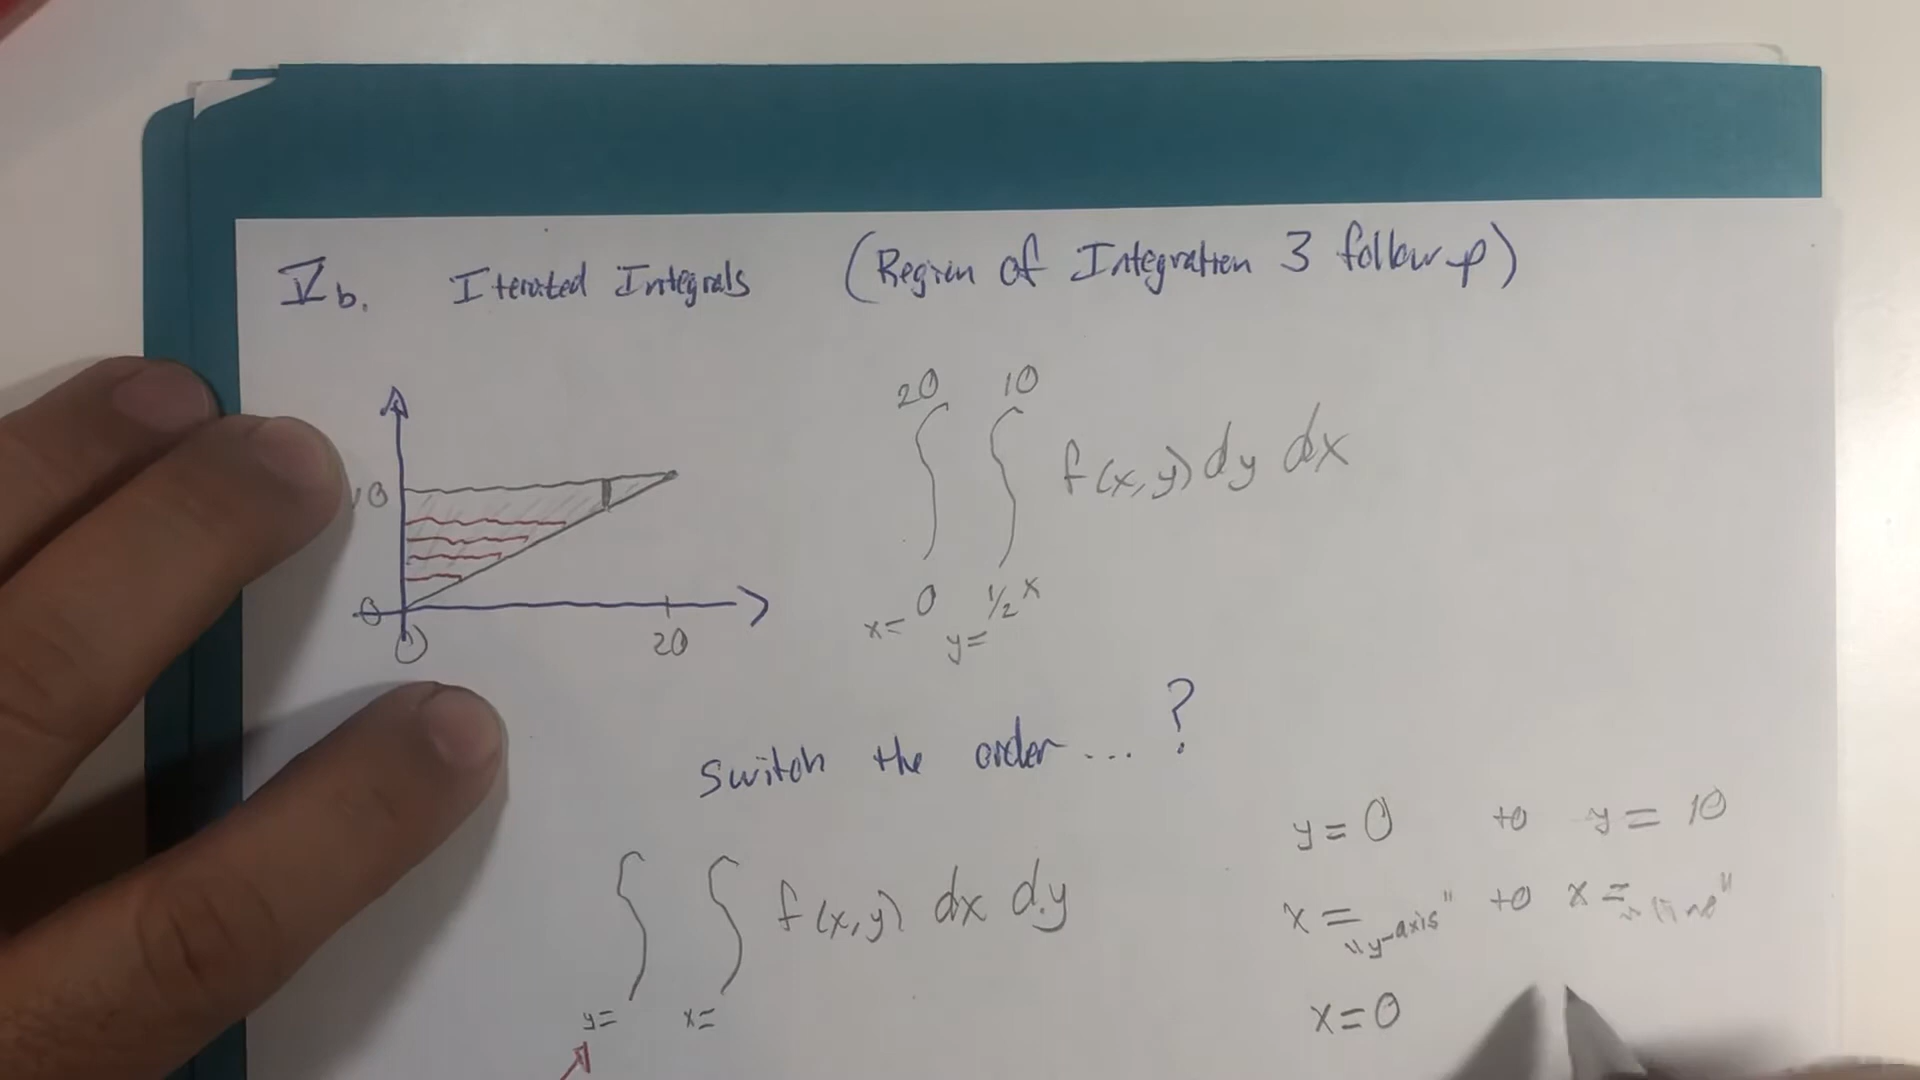 Vb. Iterated Integrals (Region of Integration 3 follow up)
10
0
0 20
20 10
∫ ∫ f(x,y) dy dx
x= 0 y= 1/2 x
Switch the order ... ?
∫ ∫ f(x,y) dx dy
y= x=
y = 0 to y = 10
x = "y-axis" to x = "line"
x = 0